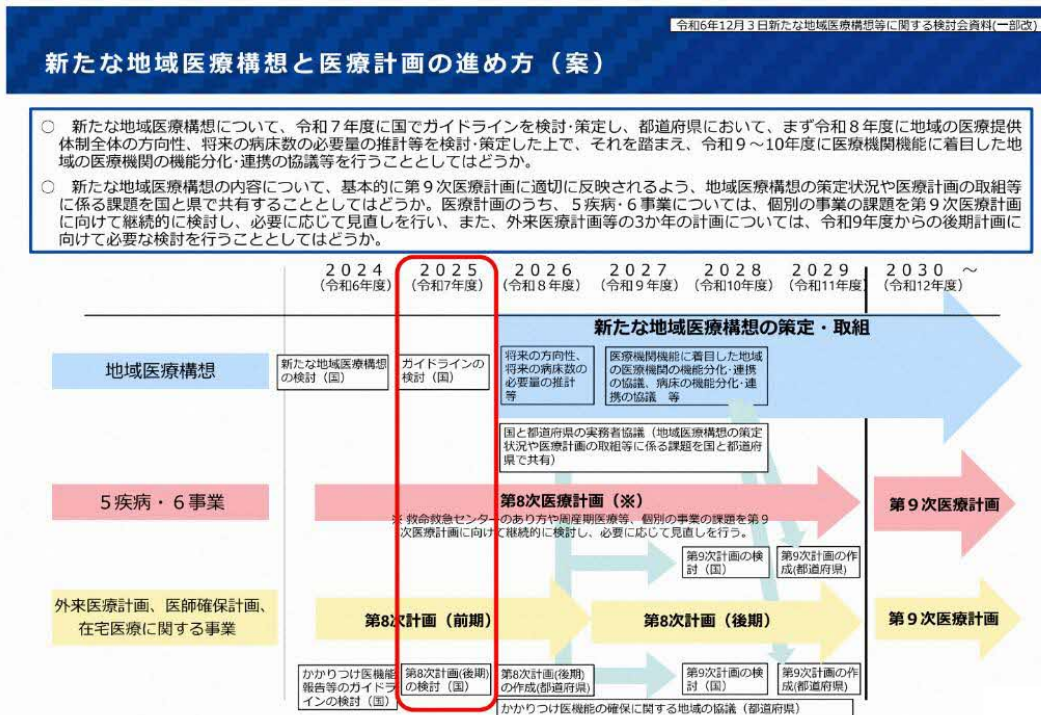 令和6年12月3日新たな地域医療構想等に関する検討会資料(一部改)
新たな地域医療構想と医療計画の進め方（案）
○　新たな地域医療構想について、令和７年度に国でガイドラインを検討･策定し、都道府県において、まず令和８年度に地域の医療提供
体制全体の方向性、将来の病床数の必要量の推計等を検討･策定した上で、それを踏まえ、令和９～10年度に医療機関機能に着目した地
域の医療機関の機能分化･連携の協議等を行うこととしてはどうか。
○　新たな地域医療構想の内容について、基本的に第９次医療計画に適切に反映されるよう、地域医療構想の策定状況や医療計画の取組等
に係る課題を国と県で共有することとしてはどうか。医療計画のうち、５疾病・６事業については、個別の事業の課題を第９次医療計画
に向けて継続的に検討し、必要に応じて見直しを行い、また、外来医療計画等の3か年の計画については、令和9年度からの後期計画に
向けて必要な検討を行うこととしてはどうか。
２０２４
（令和6年度）
２０２５
（令和7年度）
２０２６
（令和８年度）
２０２７
（令和９年度）
２０２８
（令和10年度）
２０２９
（令和11年度）
２０３０　～
（令和12年度）
新たな地域医療構想の策定・取組
地域医療構想
新たな地域医療構想
の検討（国）
ガイドラインの
検討（国）
将来の方向性、
将来の病床数の
必要量の推計
等
医療機関機能に着目した地域
の医療機関の機能分化･連携
の協議、病床の機能分化･連
携の協議　等
国と都道府県の実務者協議（地域医療構想の策定
状況や医療計画の取組等に係る課題を国と都道府
県で共有）
５疾病・６事業
第8次医療計画（※）
※ 救命救急センターのあり方や周産期医療等、個別の事業の課題を第９
次医療計画に向けて継続的に検討し、必要に応じて見直しを行う。
第９次医療計画
第9次計画の検
討（国）
第9次計画の作
成(都道府県)
外来医療計画、医師確保計画、
在宅医療に関する事業
第8次計画（前期）
第8次計画（後期）
第９次医療計画
かかりつけ医機能
報告等のガイドラ
インの検討（国）
第8次計画(後期)
の検討（国）
第8次計画(後期)
の作成(都道府県)
第9次計画の検
討（国）
第9次計画の作
成(都道府県)
かかりつけ医機能の確保に関する地域の協議（都道府県）